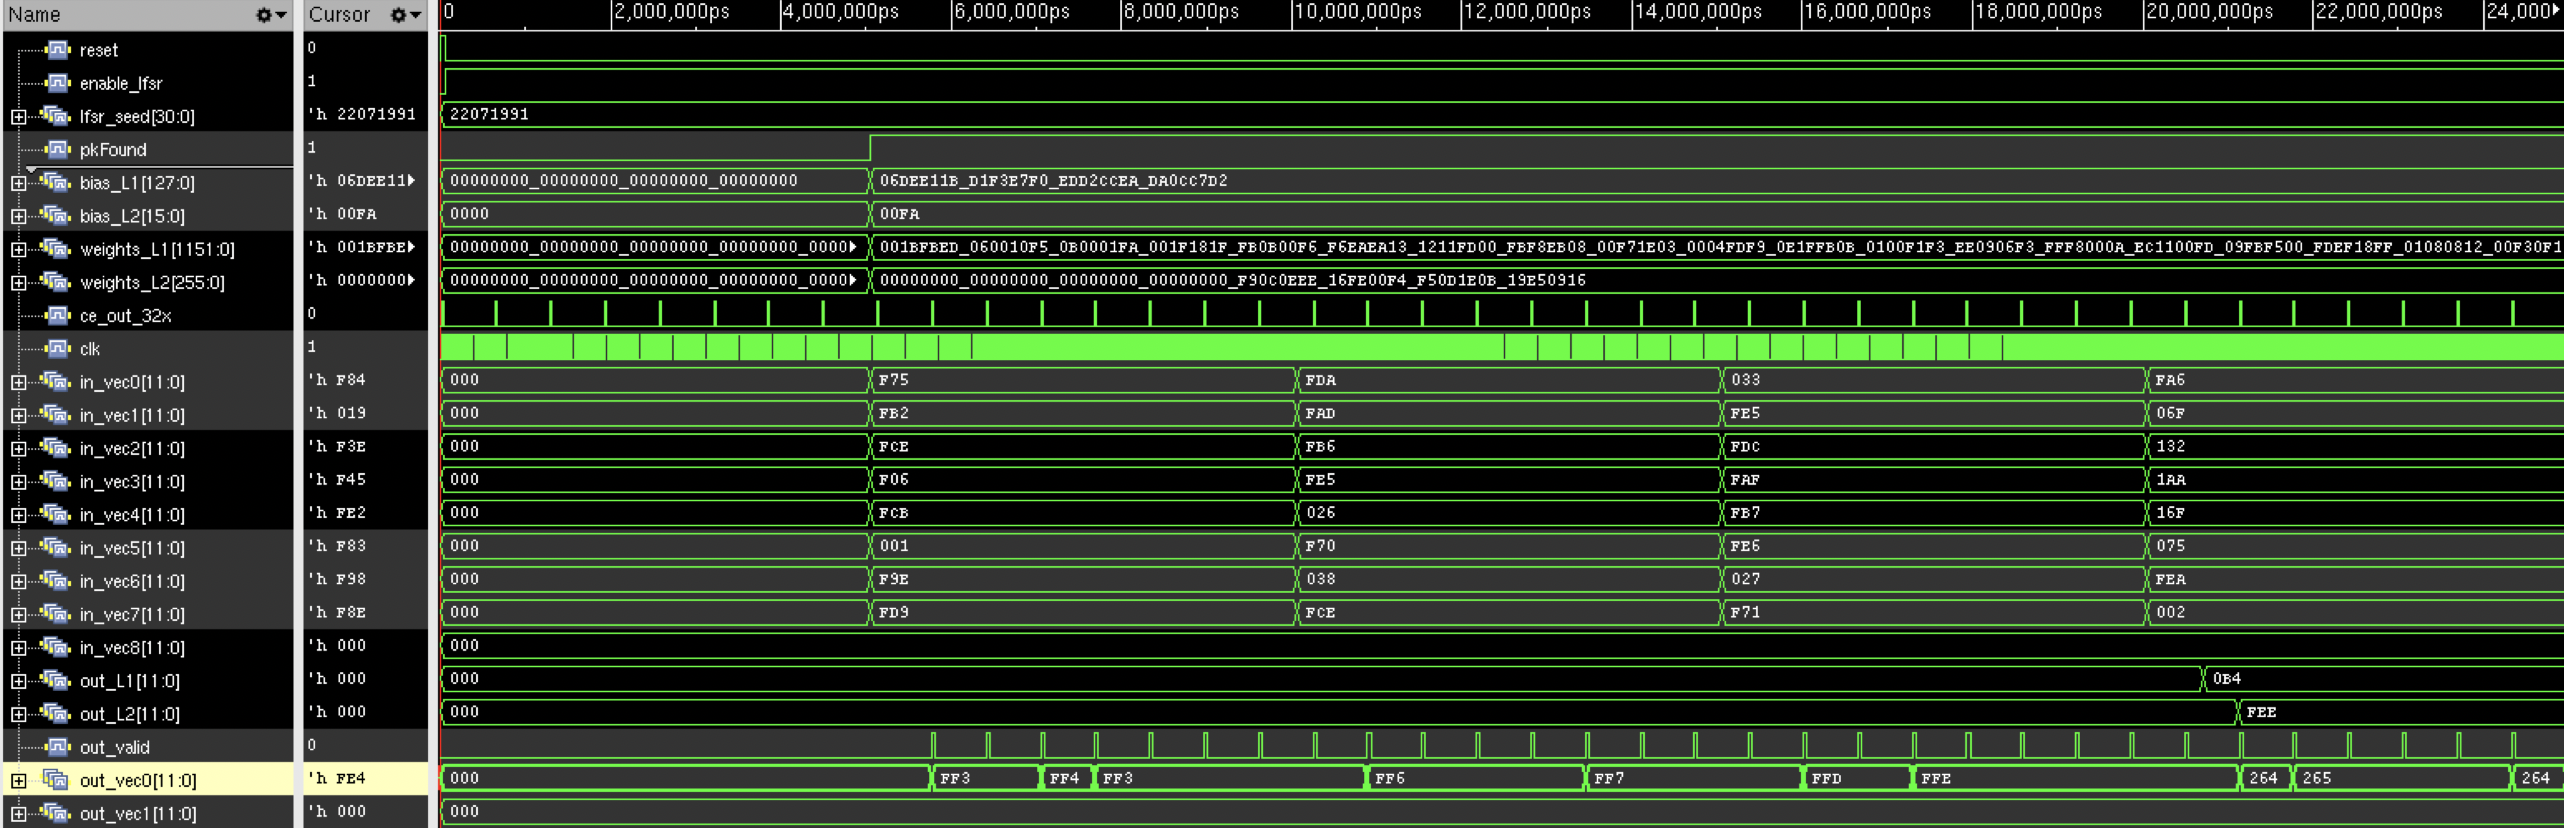 Name Cursor 0 2,000,000ps 4,000,000ps 6,000,000ps 8,000,000ps 10,000,000ps 12,000,000ps 14,000,000ps 16,000,000ps 18,000,000ps 20,000,000ps 22,000,000ps 24,000
reset 0
enable_lfsr 1
lfsr_seed[30:0] 'h 22071991 22071991
pkFound 1
bias_L1[127:0] 'h 06DEE11 00000000_00000000_00000000_00000000 06DEE11B_D1F3E7F0_EDD2CCEA_DA0CC7D2
bias_L2[15:0] 'h 00FA 0000 00FA
weights_L1[1151:0] 'h 001BFBE 00000000_00000000_00000000_00000000_0000 001BFBED_060010F5_0B0001FA_001F181F_FB0B00F6_F6EAEA13_1211FD00_FBF8EB08_00F71E03_0004FDF9_0E1FFB0B_0100F1F3_EE0906F3_FFF8000A_EC1100FD_09FBF500_FDEF18FF_01080812_00F30F1
weights_L2[255:0] 'h 0000000 00000000_00000000_00000000_00000000_0000 00000000_00000000_00000000_00000000_F90C0EEE_16FE00F4_F50D1E0B_19E50916
ce_out_32x 0
clk 1
in_vec0[11:0] 'h F84 000 F75 FDA 033 FA6
in_vec1[11:0] 'h 019 000 FB2 FAD FE5 06F
in_vec2[11:0] 'h F3E 000 FCE FB6 FDC 132
in_vec3[11:0] 'h F45 000 F06 FE5 FAF 1AA
in_vec4[11:0] 'h FE2 000 FCB 026 FB7 16F
in_vec5[11:0] 'h F83 000 001 F70 FE6 075
in_vec6[11:0] 'h F98 000 F9E 038 027 FEA
in_vec7[11:0] 'h F8E 000 FD9 FCE F71 002
in_vec8[11:0] 'h 000 000
out_L1[11:0] 'h 000 000 0B4
out_L2[11:0] 'h 000 000 FEE
out_valid 0
out_vec0[11:0] 'h FE4 000 FF3 FF4 FF3 FF6 FF7 FFD FFE 264 265 264
out_vec1[11:0] 'h 000 000